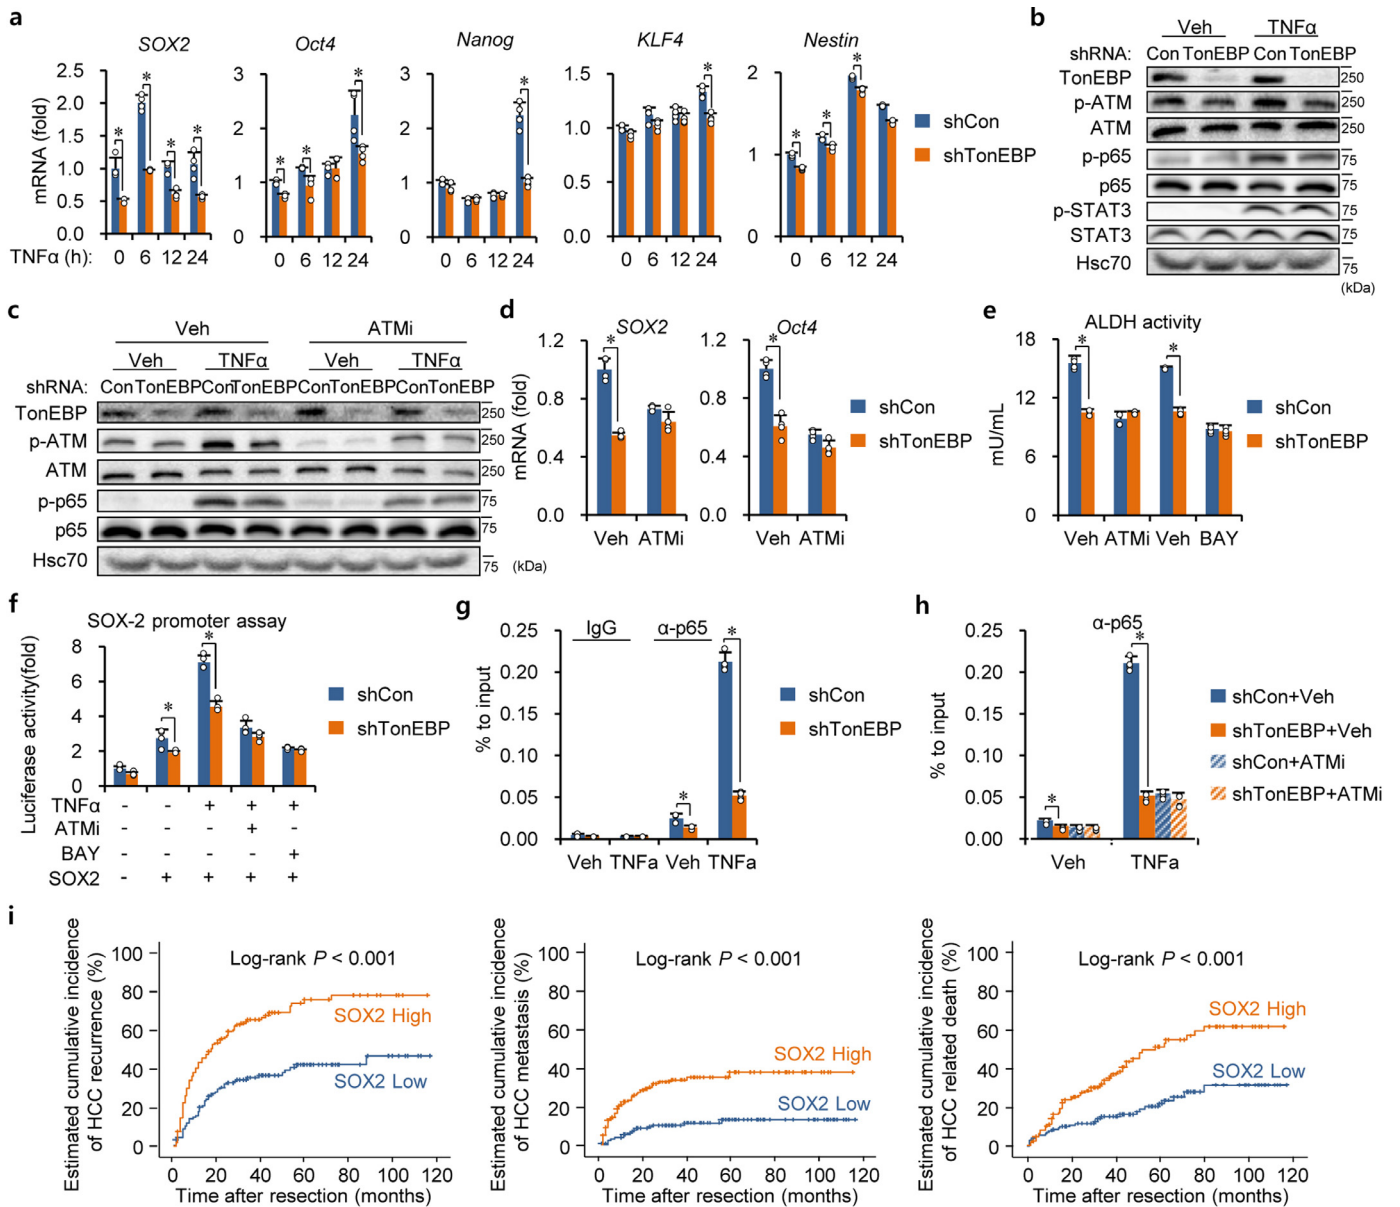 a
SOX2
Oct4
Nanog
KLF4
Nestin
mRNA (fold)
2.5
2.0
1.5
1.0
0.5
0.0
3
2
1
0
3
2
1
0
1.5
1.0
0.5
0.0
2
1
0
* * * *
* * *
*
*
* * *
TNFα (h):
0 6 12 24
0 6 12 24
0 6 12 24
0 6 12 24
0 6 12 24
shCon
shTonEBP
b
Veh TNFα
shRNA: Con TonEBP Con TonEBP
TonEBP 250
p-ATM 250
ATM 250
p-p65 75
p65 75
p-STAT3 75
STAT3 75
Hsc70 75
(kDa)
c
Veh ATMi
Veh TNFα Veh TNFα
shRNA: Con TonEBP Con TonEBP Con TonEBP Con TonEBP
TonEBP 250
p-ATM 250
ATM 250
p-p65 75
p65 75
Hsc70 75 (kDa)
d
SOX2
Oct4
mRNA (fold)
1.2
0.8
0.4
0.0
1.2
0.8
0.4
0.0
*
*
Veh ATMi
Veh ATMi
shCon
shTonEBP
e
ALDH activity
mU/mL
18
12
6
0
* *
Veh ATMi Veh BAY
shCon
shTonEBP
f
SOX-2 promoter assay
Luciferase activity(fold)
8
6
4
2
0
* *
TNFα - - + + +
ATMi - - - + -
BAY - - - - +
SOX2 - + + + +
shCon
shTonEBP
g
IgG α-p65
% to input
0.25
0.20
0.15
0.10
0.05
0.00
* *
Veh TNFa Veh TNFa
shCon
shTonEBP
h
α-p65
% to input
0.25
0.20
0.15
0.10
0.05
0.00
* *
Veh TNFa
shCon+Veh
shTonEBP+Veh
shCon+ATMi
shTonEBP+ATMi
i
Estimated cumulative incidence
of HCC recurrence (%)
100
80
60
40
20
0
Log-rank P < 0.001
SOX2 High
SOX2 Low
0 20 40 60 80 100 120
Time after resection (months)
Estimated cumulative incidence
of HCC metastasis (%)
100
80
60
40
20
0
Log-rank P < 0.001
SOX2 High
SOX2 Low
0 20 40 60 80 100 120
Time after resection (months)
Estimated cumulative incidence
of HCC related death (%)
100
80
60
40
20
0
Log-rank P < 0.001
SOX2 High
SOX2 Low
0 20 40 60 80 100 120
Time after resection (months)